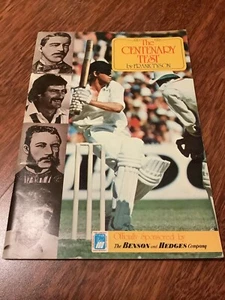 The
CENTENARY
TEST
by FRANK TYSON
Officially Sponsored by
The BENSON and HEDGES Company